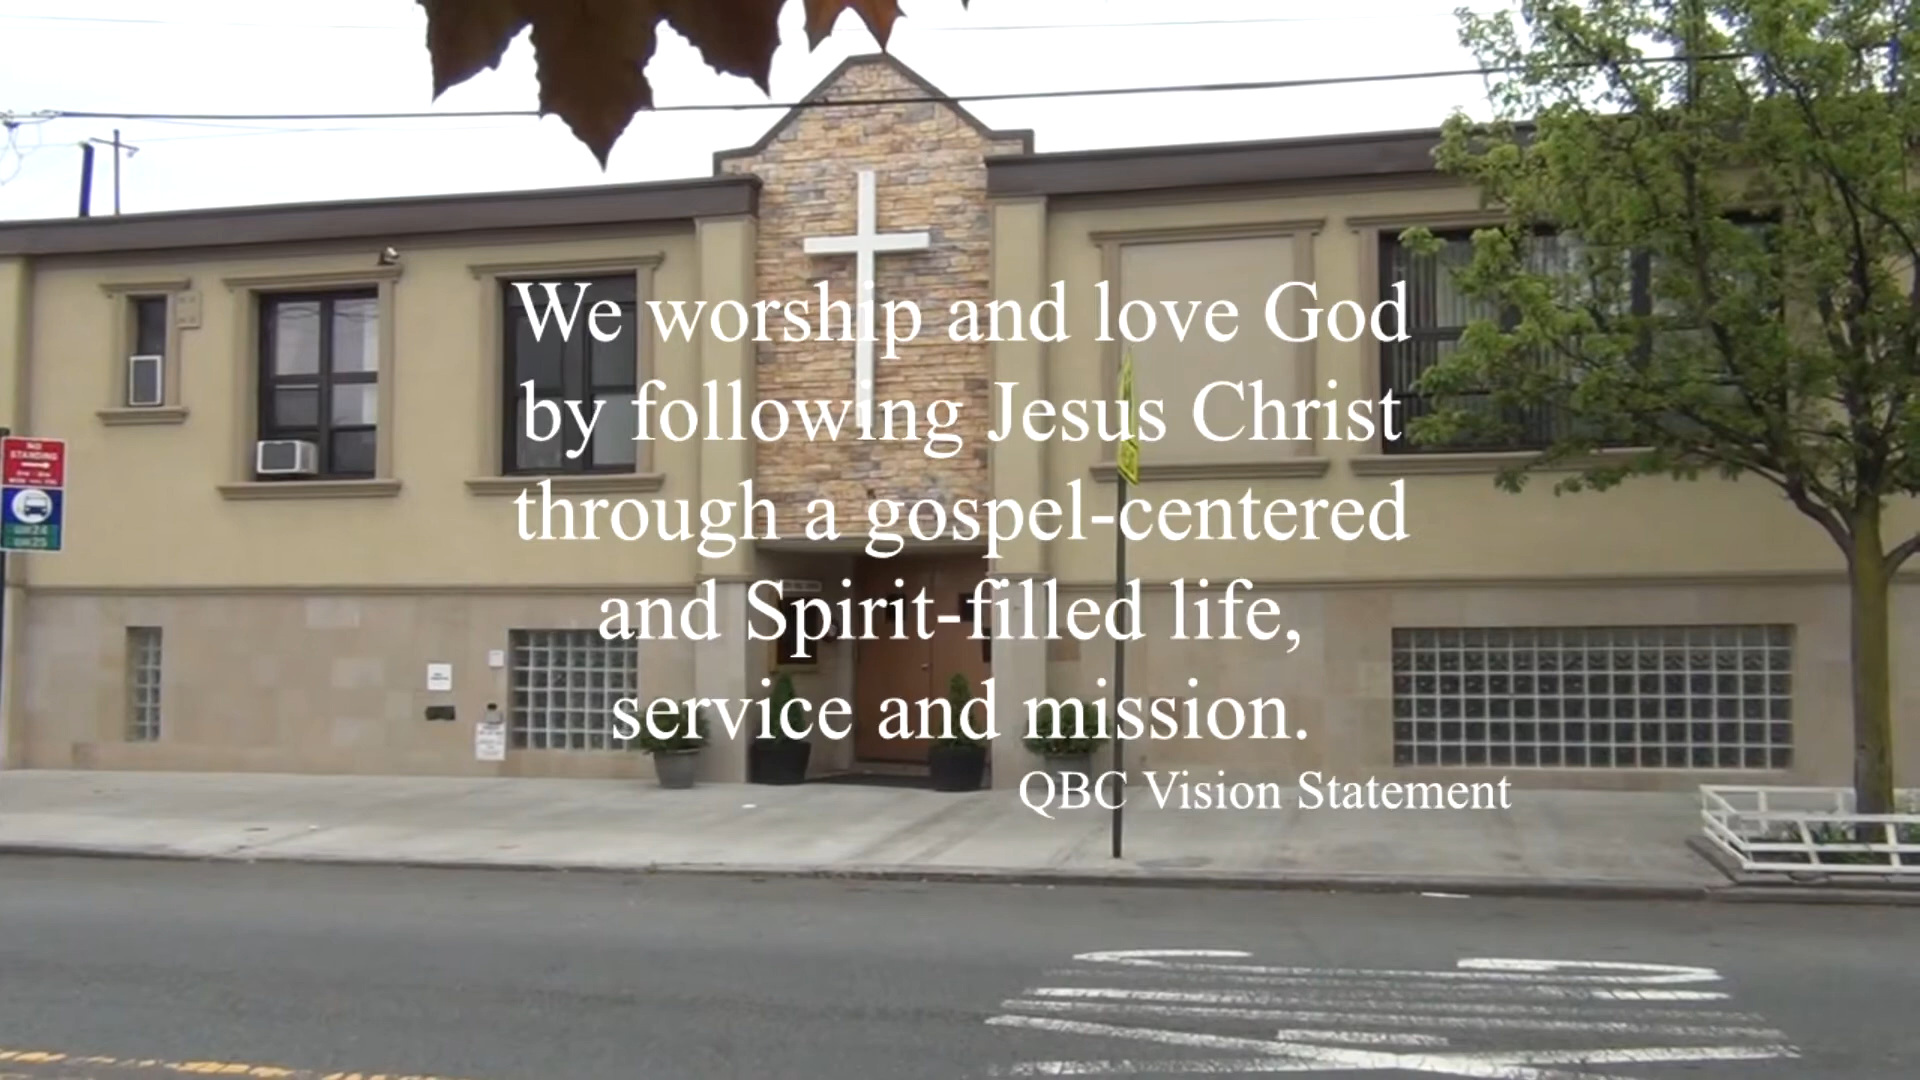 We worship and love God
by following Jesus Christ
through a gospel-centered
and Spirit-filled life,
service and mission.
QBC Vision Statement
NO
STANDING